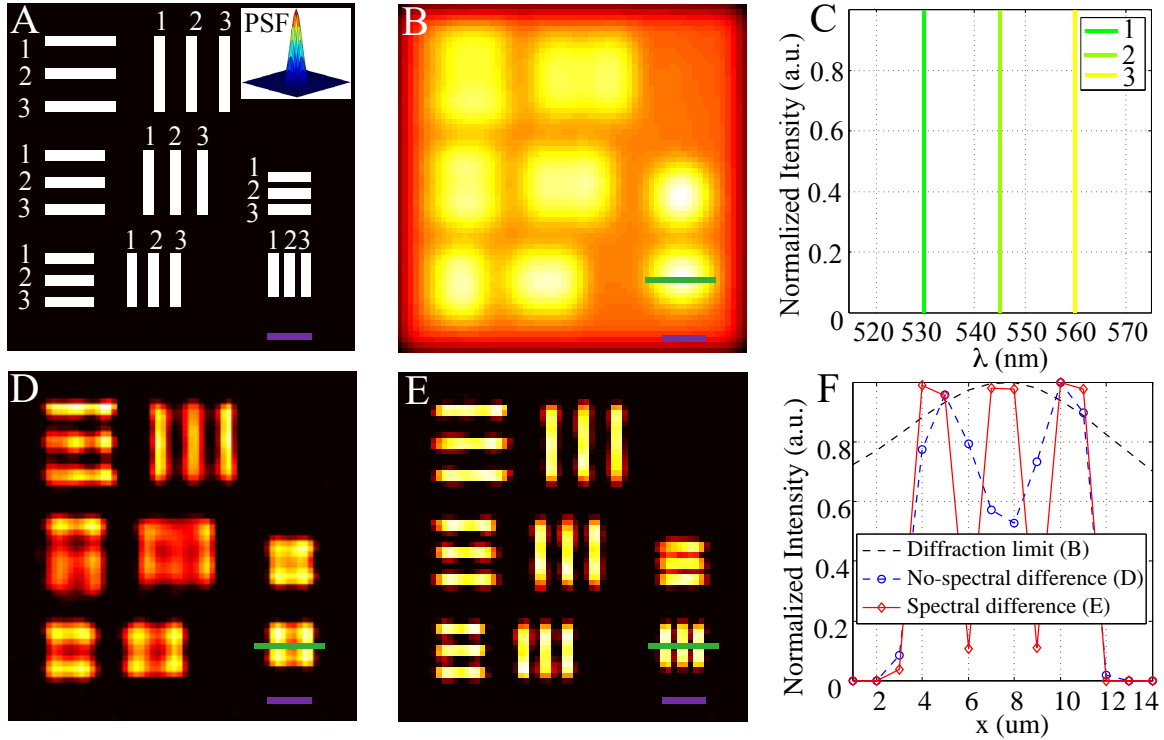 A
PSF
1 2 3
1
2
3
1 2 3
1
2
3
1
2
3
1 2 3
1
2
3
1 2 3
B
C
Normalized Itensity (a.u.)
0.8
0.6
0.4
0.2
0
520 530 540 550 560 570
λ (nm)
1
2
3
D
E
F
Normalized Intensity (a.u.)
0.8
0.4
0.2
0
2 4 6 8 10 12 14
x (um)
Diffraction limit (B)
No-spectral difference (D)
Spectral difference (E)